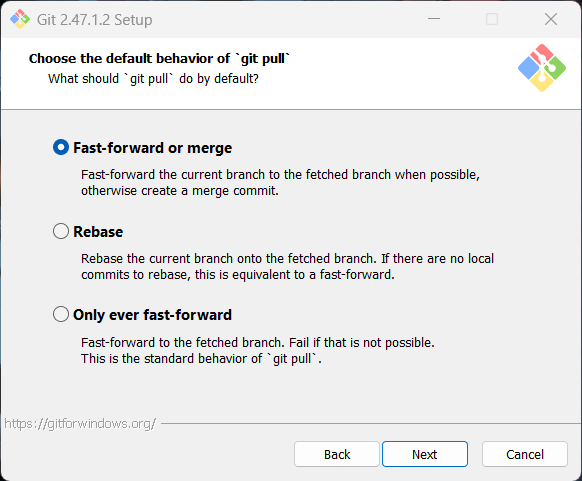 Git 2.47.1.2 Setup
Choose the default behavior of `git pull`
What should `git pull` do by default?
Fast-forward or merge
Fast-forward the current branch to the fetched branch when possible,
otherwise create a merge commit.
Rebase
Rebase the current branch onto the fetched branch. If there are no local
commits to rebase, this is equivalent to a fast-forward.
Only ever fast-forward
Fast-forward to the fetched branch. Fail if that is not possible.
This is the standard behavior of `git pull`.
https://gitforwindows.org/
Back Next Cancel